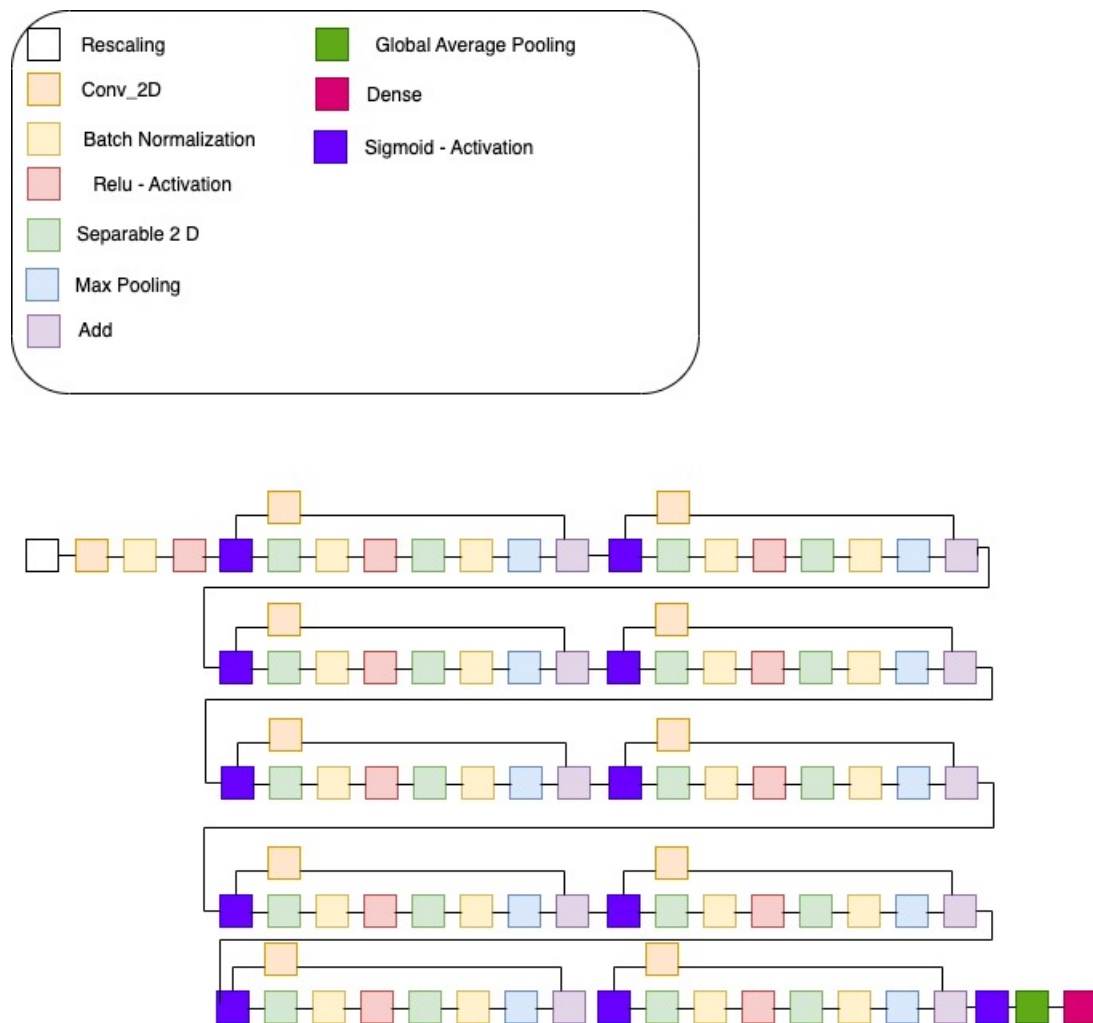 Rescaling
Conv_2D
Batch Normalization
Relu - Activation
Separable 2 D
Max Pooling
Add
Global Average Pooling
Dense
Sigmoid - Activation